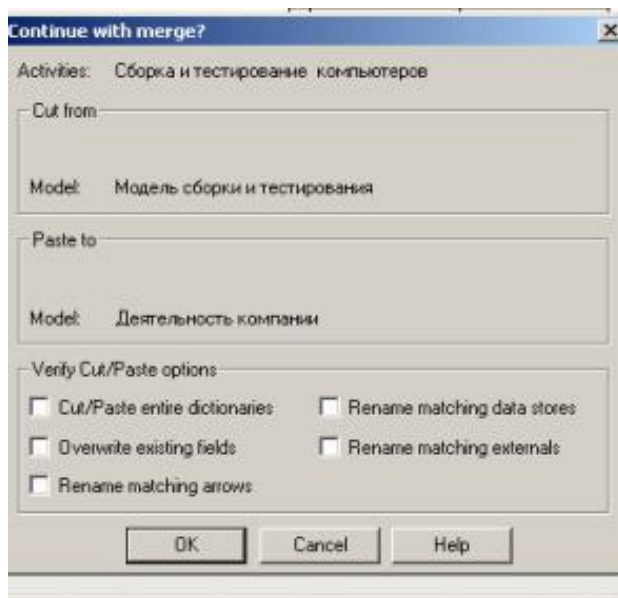 Continue with merge?
Activities: Сборка и тестирование компьютеров
Cut from
Model: Модель сборки и тестирования
Paste to
Model: Деятельность компании
Verify Cut/Paste options
Cut/Paste entire dictionaries
Rename matching data stores
Overwrite existing fields
Rename matching externals
Rename matching arrows
OK Cancel Help